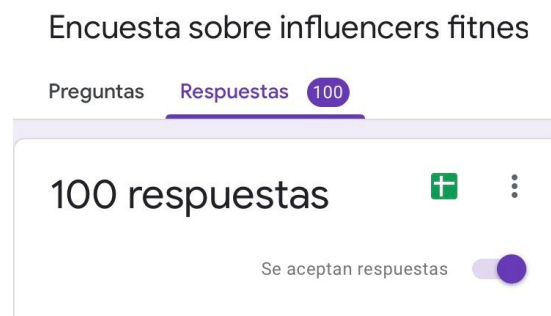 Encuesta sobre influencers fitnes
Preguntas Respuestas 100
100 respuestas
Se aceptan respuestas